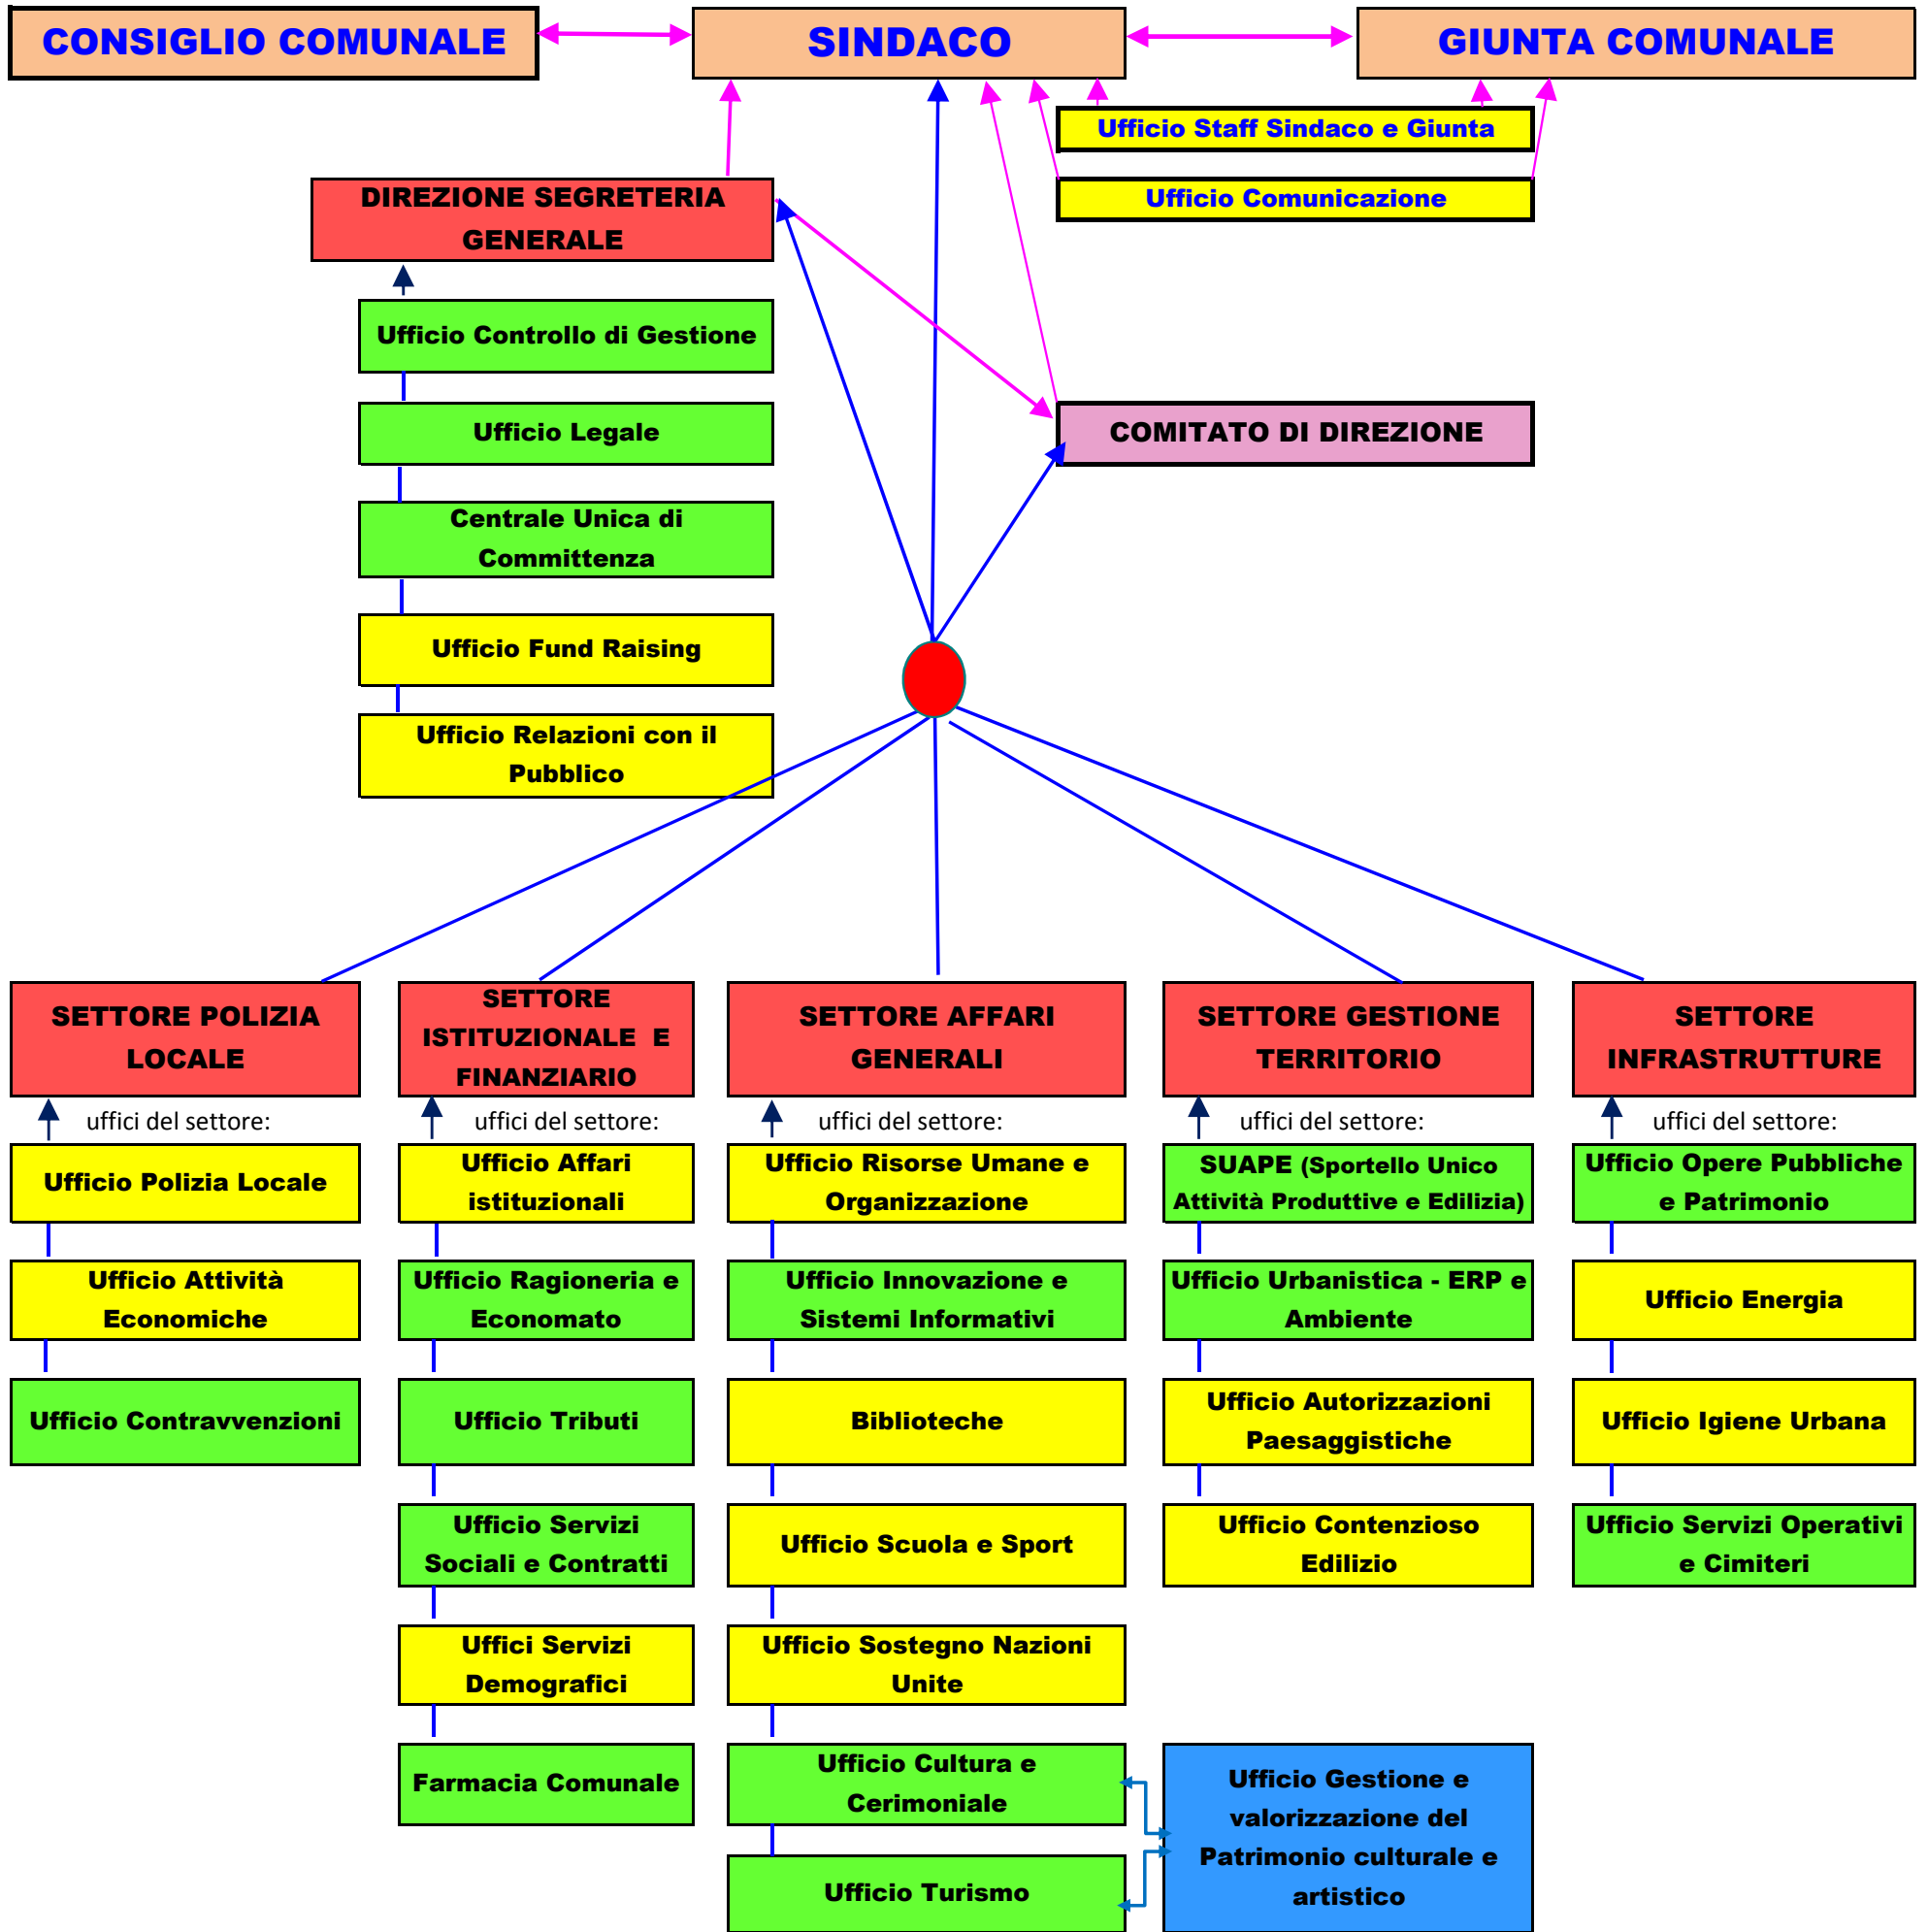 CONSIGLIO COMUNALE
SINDACO
GIUNTA COMUNALE
Ufficio Staff Sindaco e Giunta
Ufficio Comunicazione
DIREZIONE SEGRETERIA
GENERALE
Ufficio Controllo di Gestione
Ufficio Legale
COMITATO DI DIREZIONE
Centrale Unica di
Committenza
Ufficio Fund Raising
Ufficio Relazioni con il
Pubblico
SETTORE POLIZIA
LOCALE
uffici del settore:
Ufficio Polizia Locale
Ufficio Attività
Economiche
Ufficio Contravvenzioni
SETTORE
ISTITUZIONALE E
FINANZIARIO
uffici del settore:
Ufficio Affari
istituzionali
Ufficio Ragioneria e
Economato
Ufficio Tributi
Ufficio Servizi
Sociali e Contratti
Uffici Servizi
Demografici
Farmacia Comunale
SETTORE AFFARI
GENERALI
uffici del settore:
Ufficio Risorse Umane e
Organizzazione
Ufficio Innovazione e
Sistemi Informativi
Biblioteche
Ufficio Scuola e Sport
Ufficio Sostegno Nazioni
Unite
Ufficio Cultura e
Cerimoniale
Ufficio Turismo
SETTORE GESTIONE
TERRITORIO
uffici del settore:
SUAPE (Sportello Unico
Attività Produttive e Edilizia)
Ufficio Urbanistica - ERP e
Ambiente
Ufficio Autorizzazioni
Paesaggistiche
Ufficio Contenzioso
Edilizio
Ufficio Gestione e
valorizzazione del
Patrimonio culturale e
artistico
SETTORE
INFRASTRUTTURE
uffici del settore:
Ufficio Opere Pubbliche
e Patrimonio
Ufficio Energia
Ufficio Igiene Urbana
Ufficio Servizi Operativi
e Cimiteri